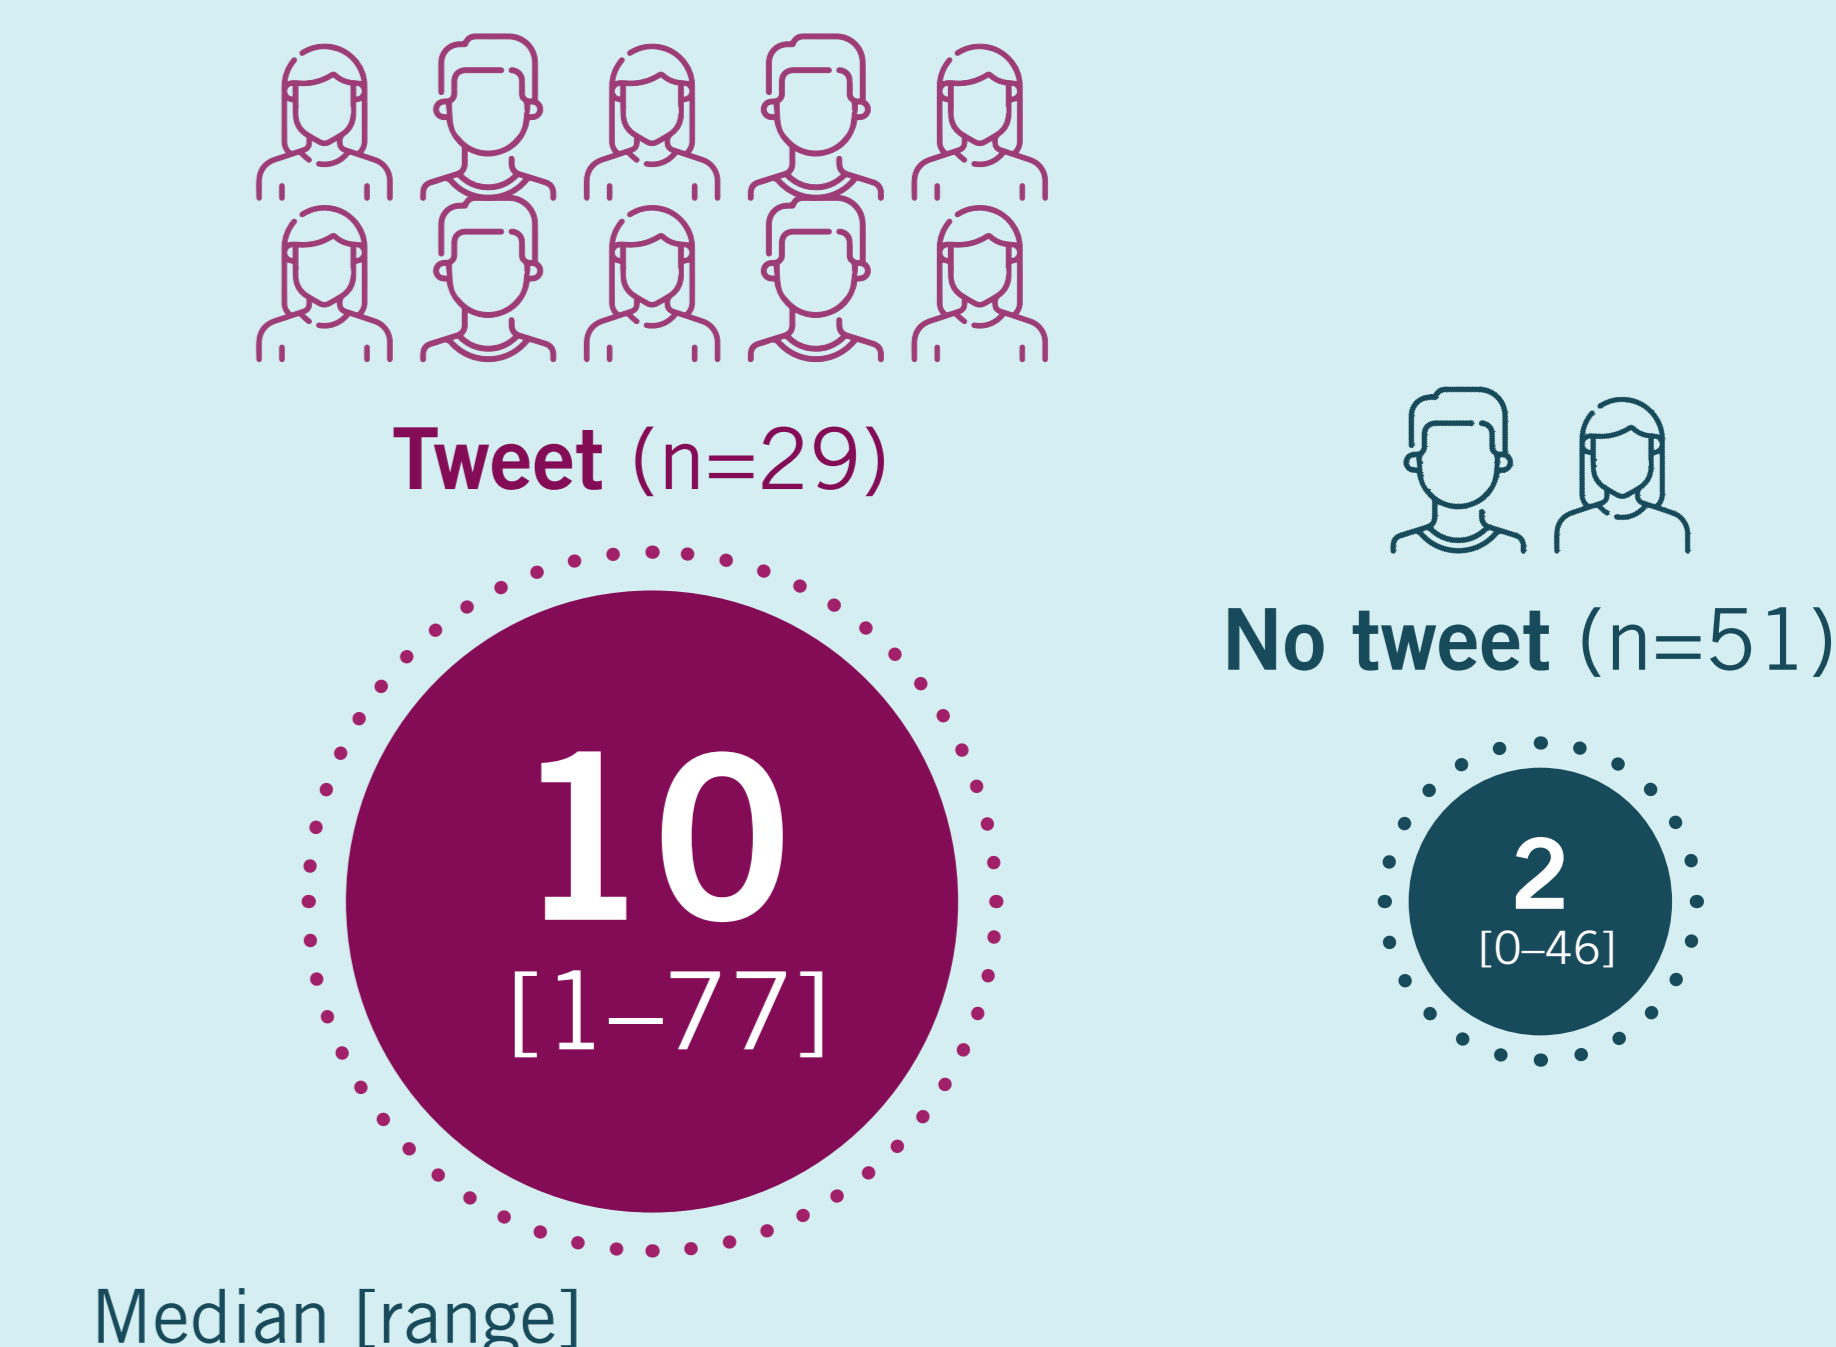 Tweet (n=29)
10
[1–77]
No tweet (n=51)
2
[0–46]
Median [range]